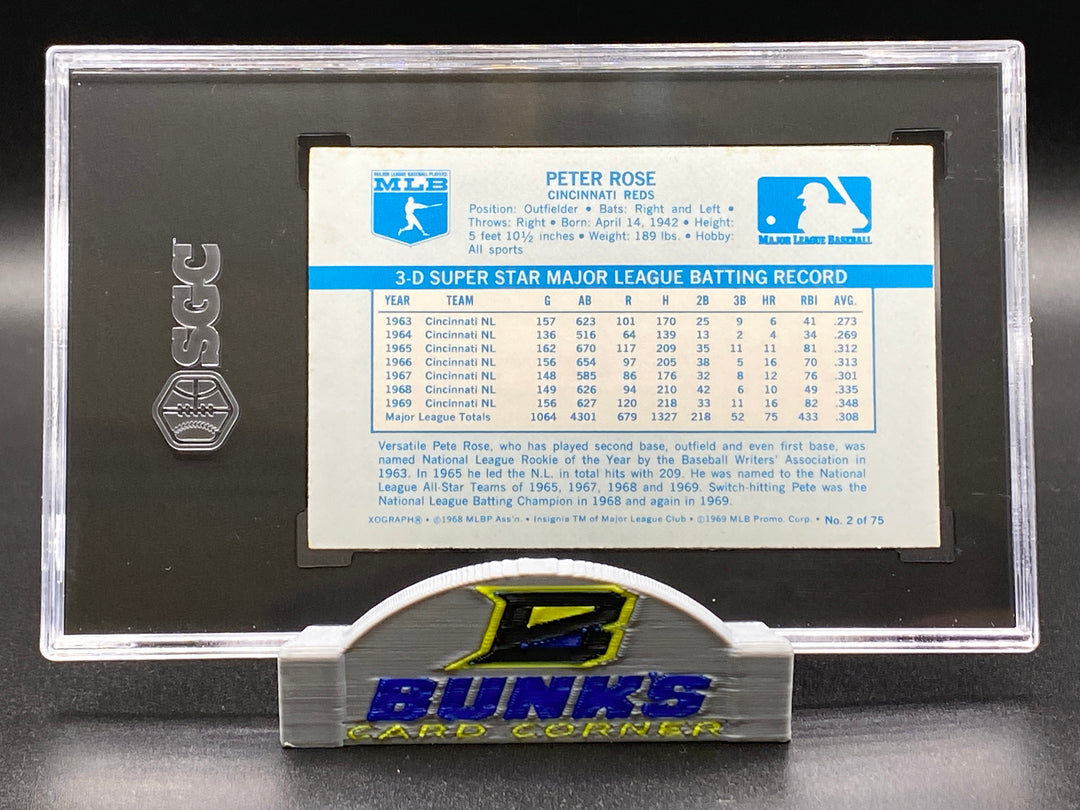 SGC
MAJOR LEAGUE BASEBALL PLAYERS
MLB
PETER ROSE
CINCINNATI REDS
Position: Outfielder • Bats: Right and Left •
Throws: Right • Born: April 14, 1942 • Height:
5 feet 10½ inches • Weight: 189 lbs. • Hobby:
All sports
MAJOR LEAGUE BASEBALL
3-D SUPER STAR MAJOR LEAGUE BATTING RECORD
YEAR TEAM G AB R H 2B 3B HR RBI AVG.
1963 Cincinnati NL 157 623 101 170 25 9 6 41 .273
1964 Cincinnati NL 136 516 64 139 13 2 4 34 .269
1965 Cincinnati NL 162 670 117 209 35 11 11 81 .312
1966 Cincinnati NL 156 654 97 205 38 5 16 70 .313
1967 Cincinnati NL 148 585 86 176 32 8 12 76 .301
1968 Cincinnati NL 149 626 94 210 42 6 10 49 .335
1969 Cincinnati NL 156 627 120 218 33 11 16 82 .348
Major League Totals 1064 4301 679 1327 218 52 75 433 .308
Versatile Pete Rose, who has played second base, outfield and even first base, was
named National League Rookie of the Year by the Baseball Writers' Association in
1963. In 1965 he led the N.L. in total hits with 209. He was named to the National
League All-Star Teams of 1965, 1967, 1968 and 1969. Switch-hitting Pete was the
National League Batting Champion in 1968 and again in 1969.
XOGRAPH® • ©1968 MLBP Ass'n. • Insignia TM of Major League Club • ©1969 MLB Promo. Corp. • No. 2 of 75
B
BUNK'S
CARD CORNER